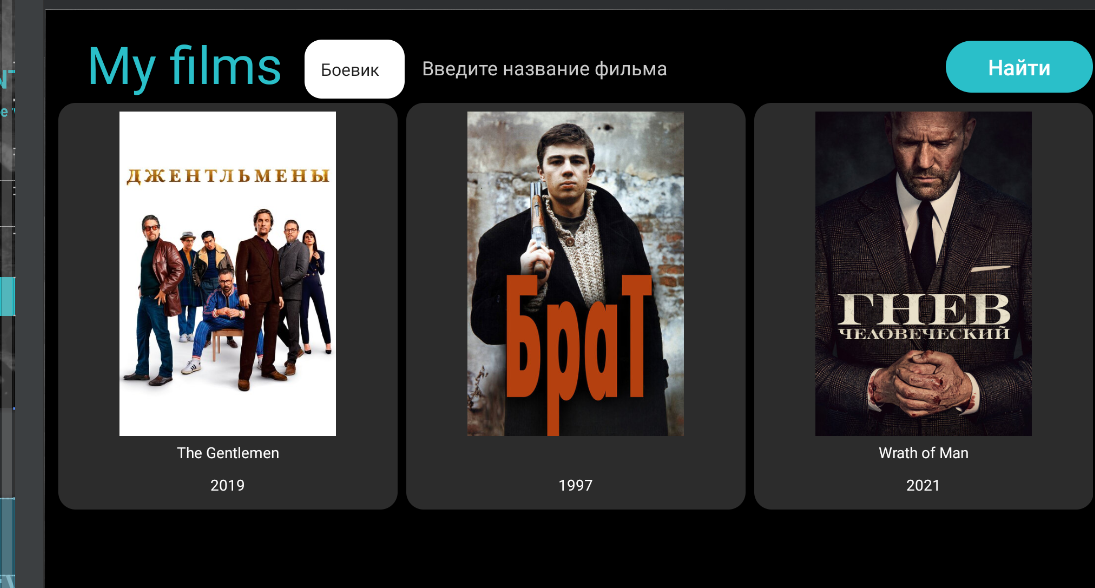 My films
Боевик
Введите название фильма
Найти
ДЖЕНТЛЬМЕНЫ
БраТ
ГНЕВ
ЧЕЛОВЕЧЕСКИЙ
The Gentlemen
Wrath of Man
2019
1997
2021